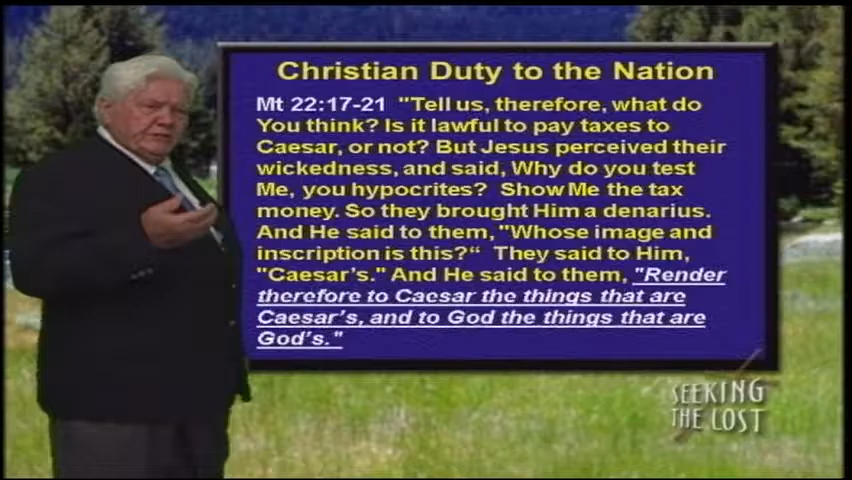 Christian Duty to the Nation
Mt 22:17-21 "Tell us, therefore, what do
You think? Is it lawful to pay taxes to
Caesar, or not? But Jesus perceived their
wickedness, and said, Why do you test
Me, you hypocrites? Show Me the tax
money. So they brought Him a denarius.
And He said to them, "Whose image and
inscription is this?“ They said to Him,
"Caesar's." And He said to them, "Render
therefore to Caesar the things that are
Caesar's, and to God the things that are
God's."
SEEKING
THE LOST